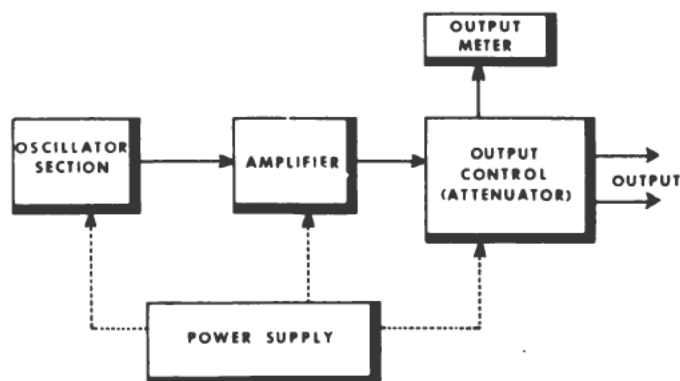 OUTPUT
METER
OSCILLATOR
SECTION
AMPLIFIER
OUTPUT
CONTROL
(ATTENUATOR)
OUTPUT
POWER SUPPLY